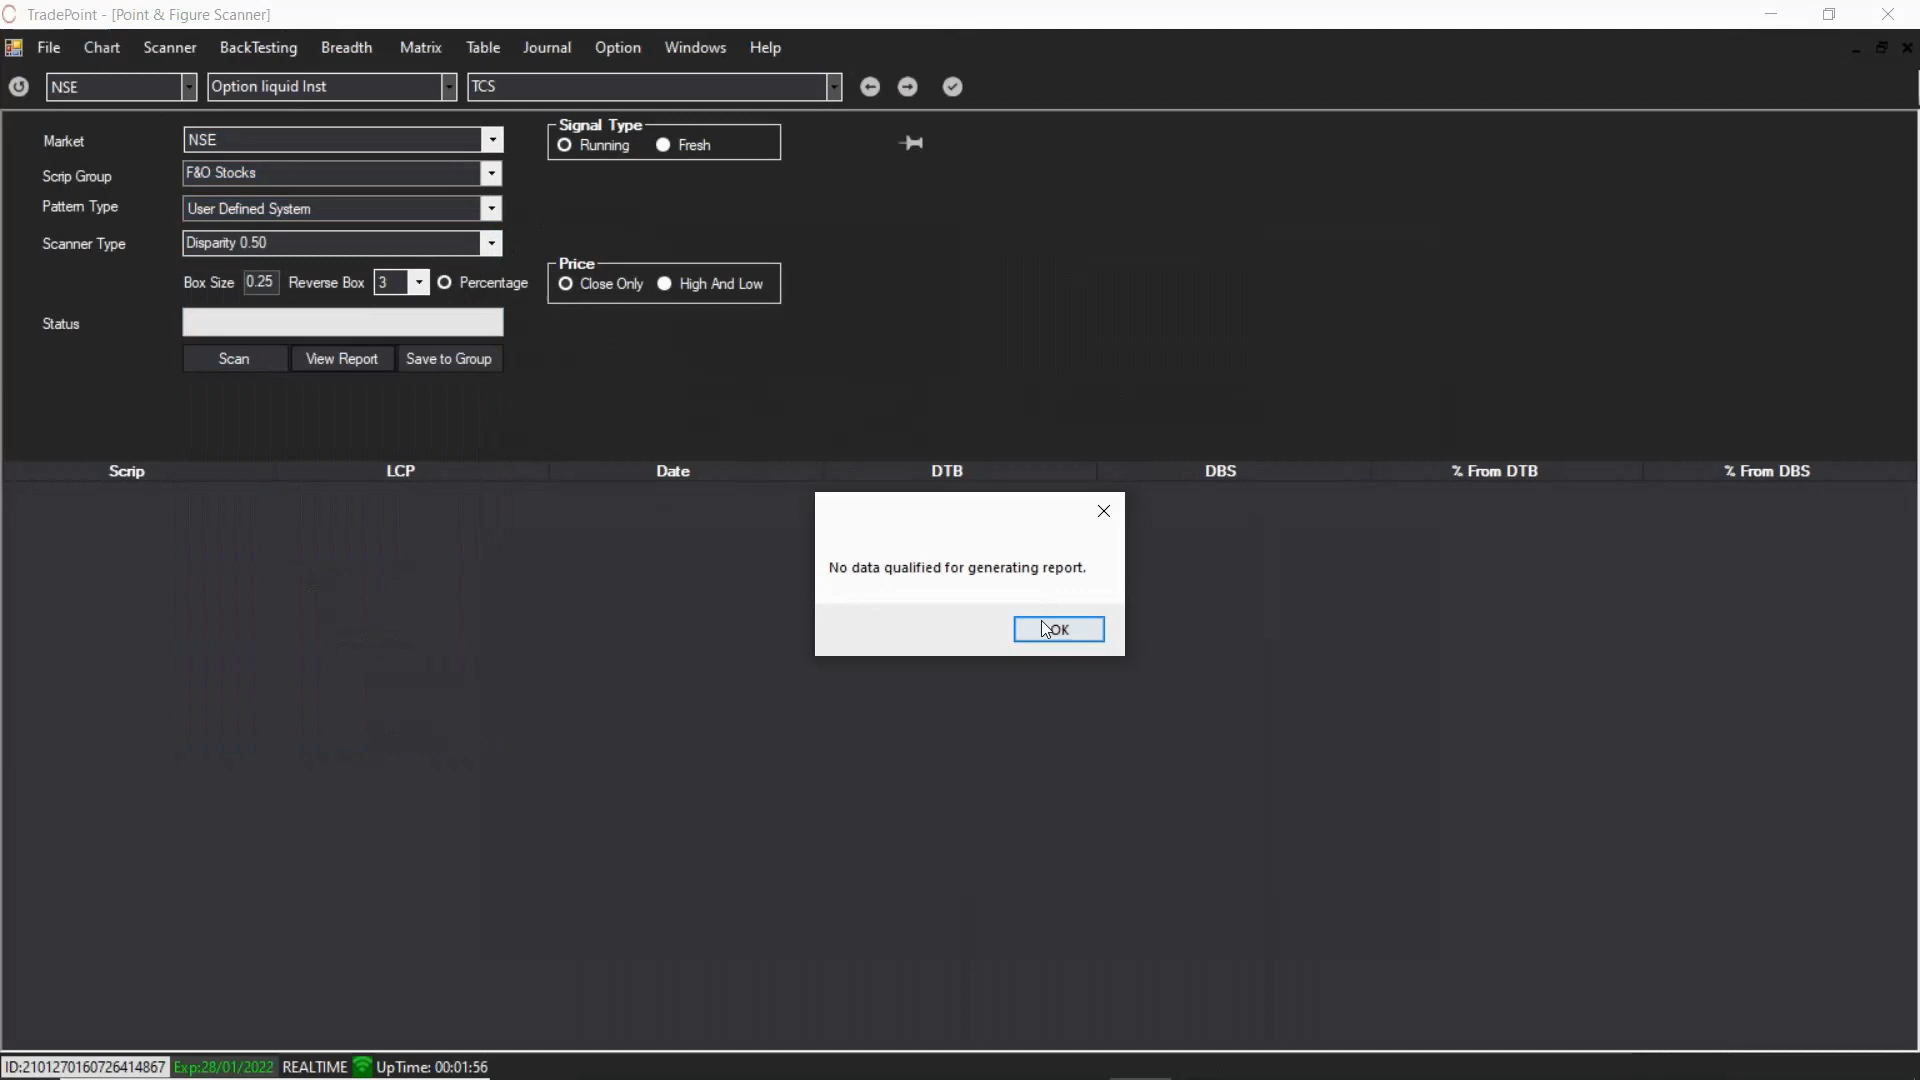 TradePoint - [Point & Figure Scanner]
File Chart Scanner BackTesting Breadth Matrix Table Journal Option Windows Help
NSE Option liquid Inst TCS
Market NSE
Signal Type
Running Fresh
Scrip Group F&O Stocks
Pattern Type User Defined System
Scanner Type Disparity 0.50
Price
Box Size 0.25 Reverse Box 3 Percentage Close Only High And Low
Status
Scan View Report Save to Group
Scrip LCP Date DTB DBS % From DTB % From DBS
No data qualified for generating report.
OK
ID:2101270160726414867 Exp:28/01/2022 REALTIME UpTime: 00:01:56